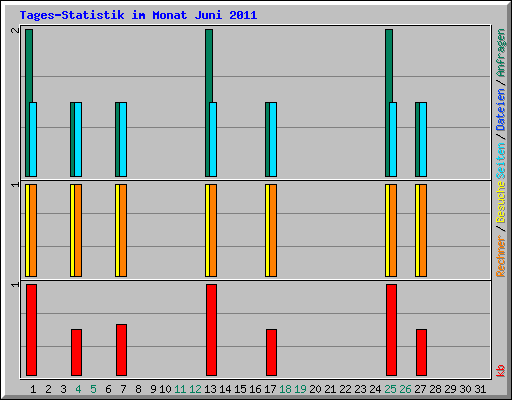 Tages-Statistik im Monat Juni 2011
2
1
1
Rechner / Besuche Seiten / Dateien / Anfragen
kb
1 2 3 4 5 6 7 8 9 10 11 12 13 14 15 16 17 18 19 20 21 22 23 24 25 26 27 28 29 30 31